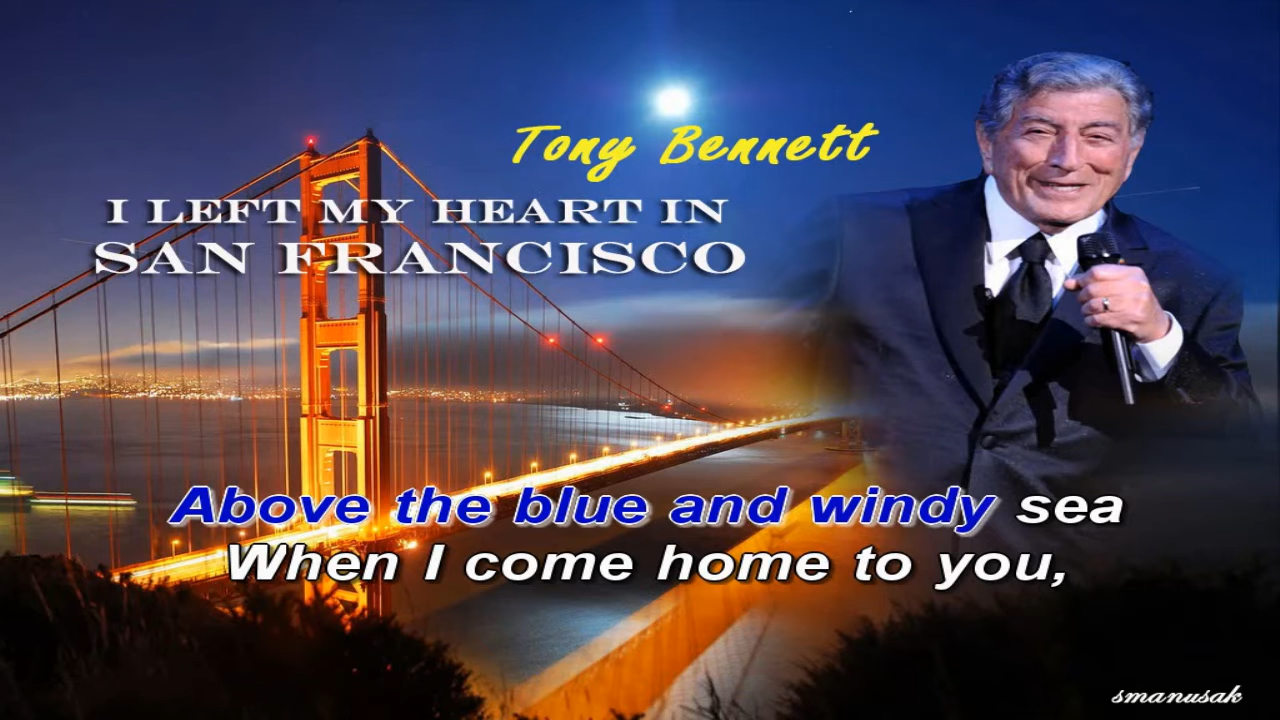 Tony Bennett
I LEFT MY HEART IN
SAN FRANCISCO
Above the blue and windy sea
When I come home to you,
smanusak